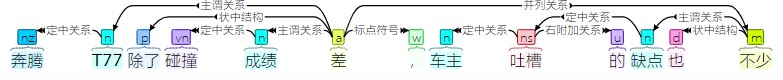 主谓关系 并列关系
状中结构 定中关系 主谓关系
定中关系 定中关系 主谓关系 标点符号 定中关系 右附加关系 状中结构
nz n p vn n a w n ns u n d m
奔腾 T77 除了 碰撞 成绩 差 , 车主 吐槽 的 缺点 也 不少